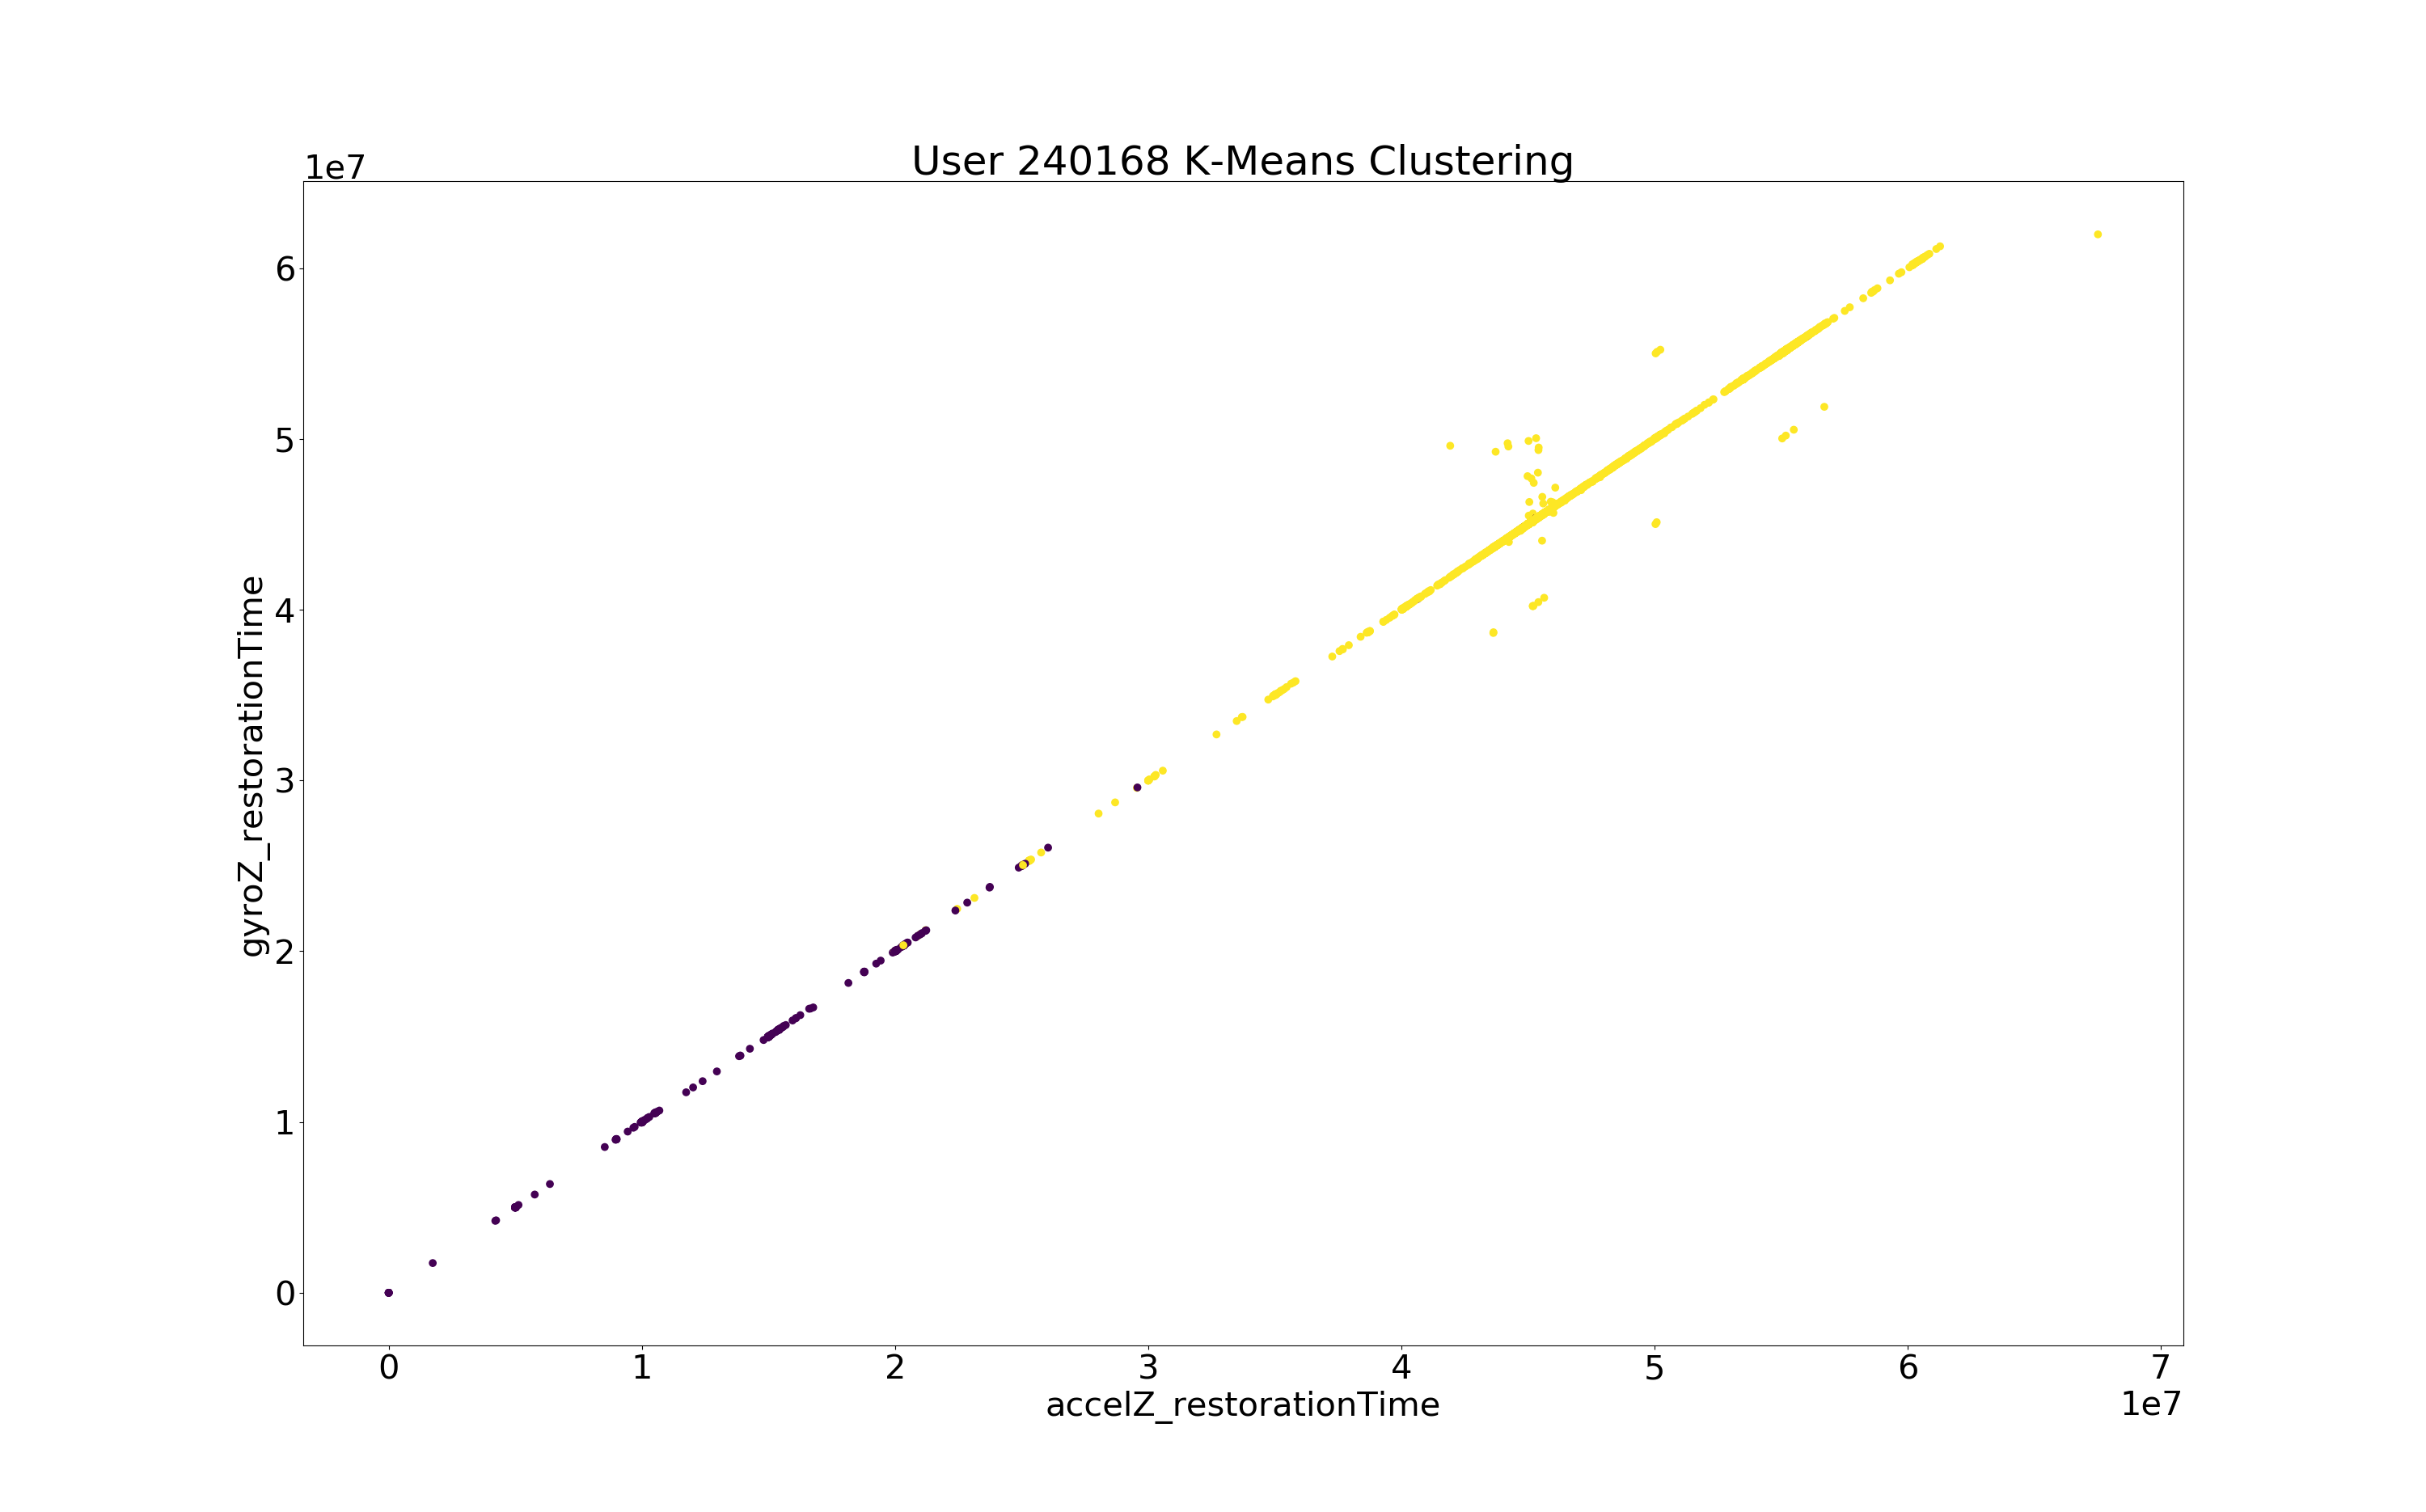 User 240168 K-Means Clustering
1e7
6
5
4
3
2
1
0
gyroZ_restorationTime
0 1 2 3 4 5 6 7
accelZ_restorationTime
1e7